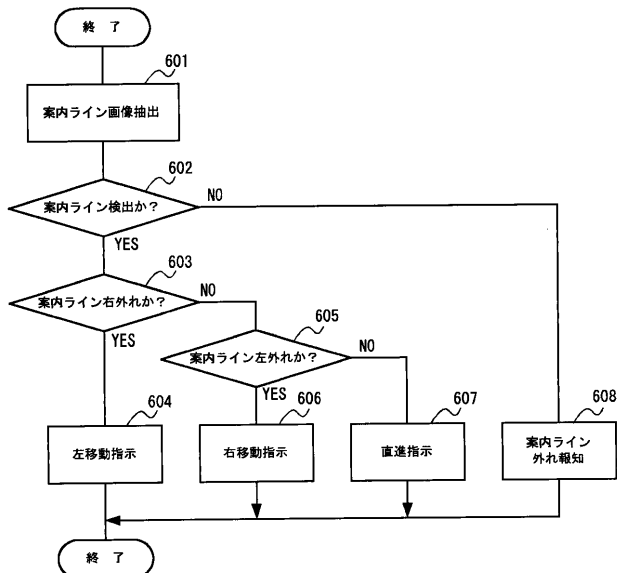 終 了
601
案内ライン画像抽出
602
案内ライン検出か?
NO
YES
603
案内ライン右外れか?
NO
YES
605
案内ライン左外れか?
NO
YES
604
左移動指示
606
右移動指示
607
直進指示
608
案内ライン
外れ報知
終 了